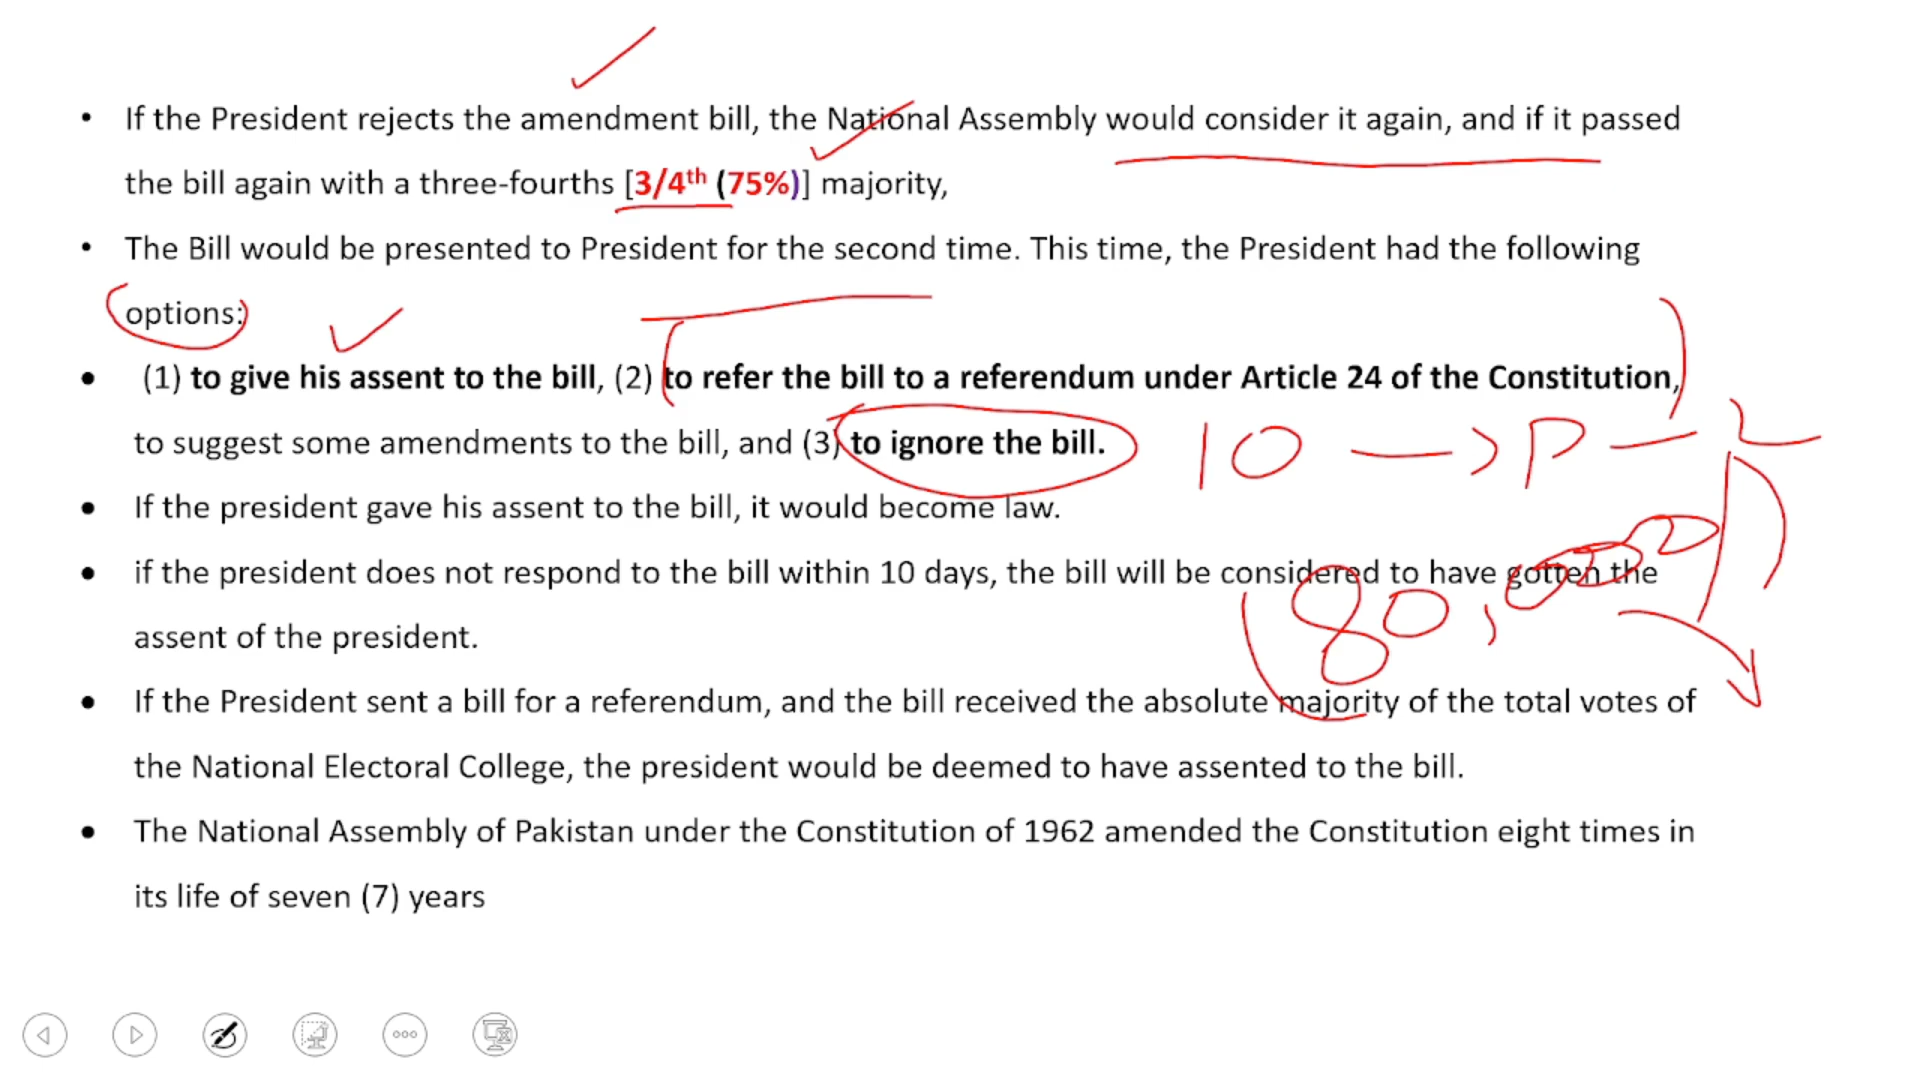 • If the President rejects the amendment bill, the National Assembly would consider it again, and if it passed
the bill again with a three-fourths [3/4th (75%)] majority,
• The Bill would be presented to President for the second time. This time, the President had the following
options:
• (1) to give his assent to the bill, (2) to refer the bill to a referendum under Article 24 of the Constitution,
to suggest some amendments to the bill, and (3) to ignore the bill.
10 → P —
• If the president gave his assent to the bill, it would become law.
• if the president does not respond to the bill within 10 days, the bill will be considered to have gotten the
80,000
assent of the president.
• If the President sent a bill for a referendum, and the bill received the absolute majority of the total votes of
the National Electoral College, the president would be deemed to have assented to the bill.
• The National Assembly of Pakistan under the Constitution of 1962 amended the Constitution eight times in
its life of seven (7) years